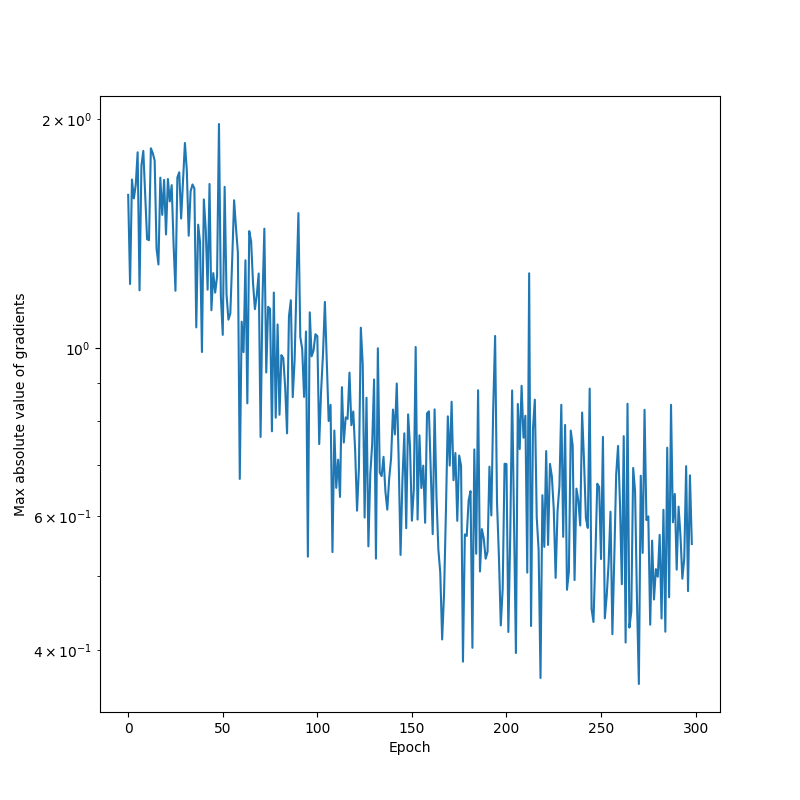 2 × 10⁰
10⁰
6 × 10⁻¹
4 × 10⁻¹
Max absolute value of gradients
0 50 100 150 200 250 300
Epoch